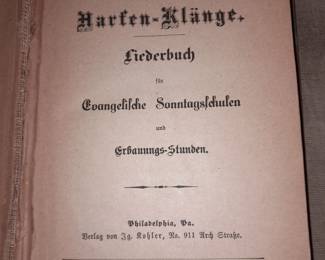 Harfen-Klänge.
Liederbuch
für
Evangelische Sonntagsschulen
und
Erbauungs-Stunden.
Philadelphia, Pa.
Verlag von Ig. Kohler, No. 911 Arch Straße.